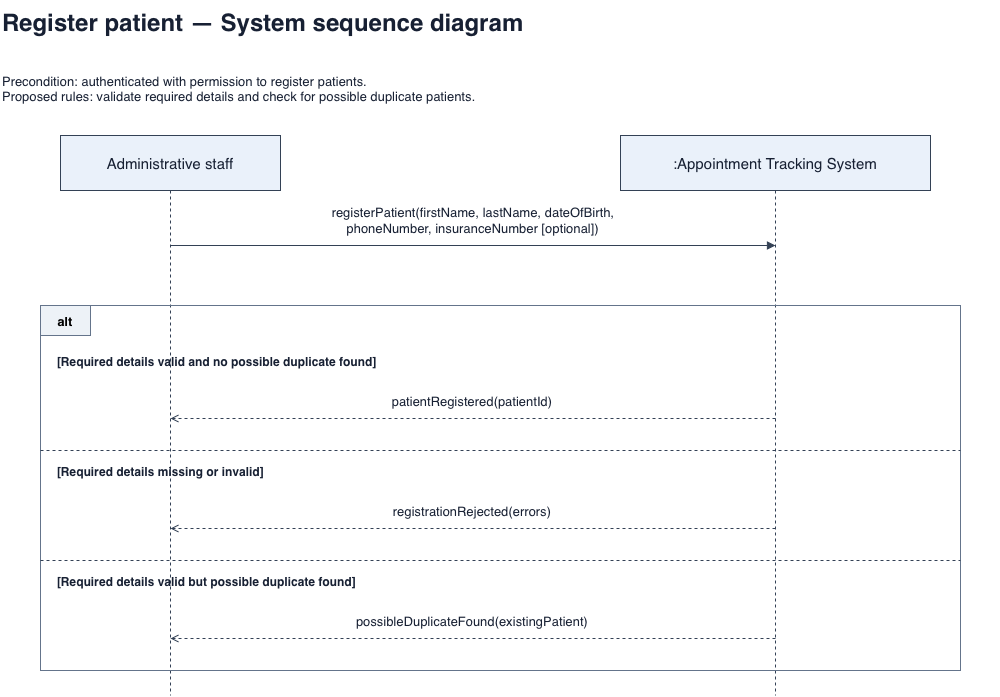 Register patient — System sequence diagram
Precondition: authenticated with permission to register patients.
Proposed rules: validate required details and check for possible duplicate patients.
Administrative staff
:Appointment Tracking System
registerPatient(firstName, lastName, dateOfBirth,
phoneNumber, insuranceNumber [optional])
alt
[Required details valid and no possible duplicate found]
patientRegistered(patientId)
[Required details missing or invalid]
registrationRejected(errors)
[Required details valid but possible duplicate found]
possibleDuplicateFound(existingPatient)